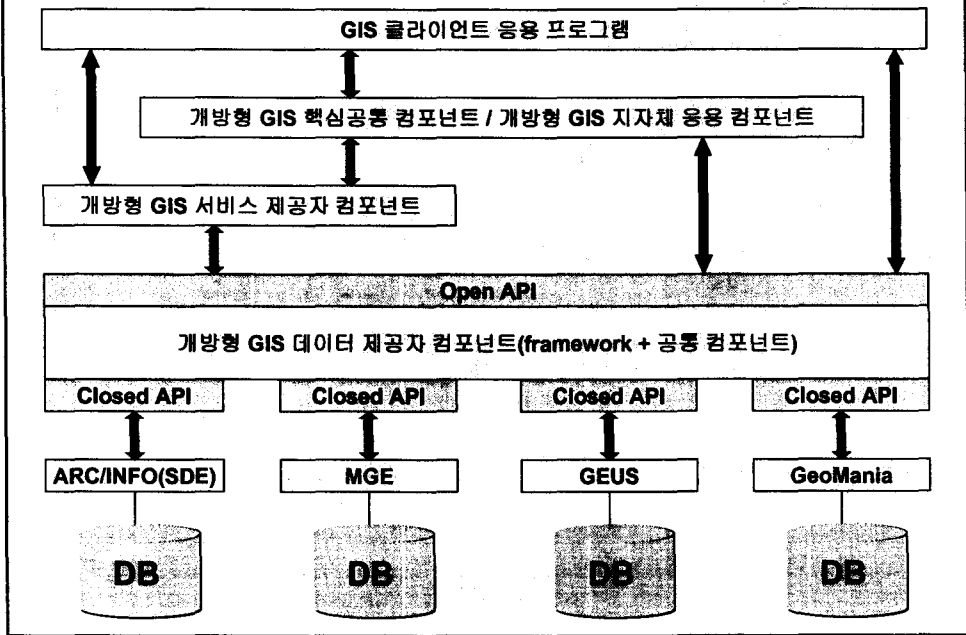 GIS 클라이언트 응용 프로그램
개방형 GIS 핵심공통 컴포넌트 / 개방형 GIS 지자체 응용 컴포넌트
개방형 GIS 서비스 제공자 컴포넌트
Open API
개방형 GIS 데이터 제공자 컴포넌트(framework + 공통 컴포넌트)
Closed API Closed API Closed API Closed API
ARC/INFO(SDE) MGE GEUS GeoMania
DB DB DB DB